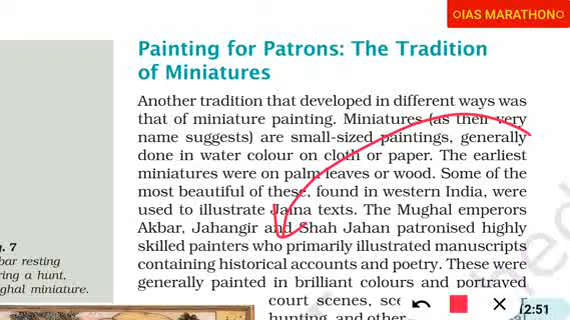 IAS MARATHON
Painting for Patrons: The Tradition
of Miniatures
Another tradition that developed in different ways was
that of miniature painting. Miniatures (as their very
name suggests) are small-sized paintings, generally
done in water colour on cloth or paper. The earliest
miniatures were on palm leaves or wood. Some of the
most beautiful of these, found in western India, were
used to illustrate Jaina texts. The Mughal emperors
Akbar, Jahangir and Shah Jahan patronised highly
skilled painters who primarily illustrated manuscripts
containing historical accounts and poetry. These were
generally painted in brilliant colours and portrayed
court scenes,
hunting, and other
7
bar resting
ring a hunt,
ghal miniature.
2:51